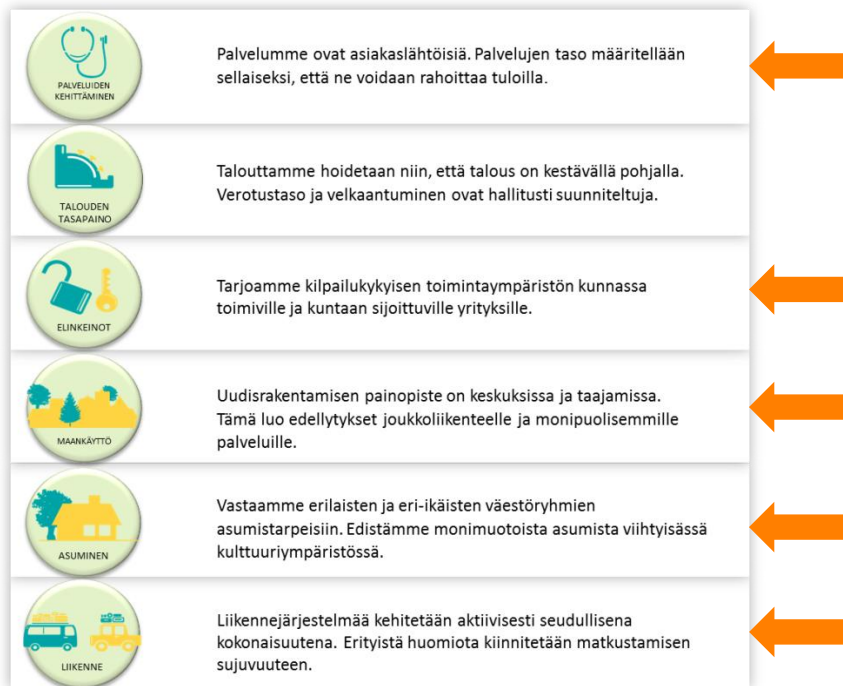 PALVELUIDEN
KEHITTÄMINEN
Palvelumme ovat asiakaslähtöisiä. Palvelujen taso määritellään
sellaiseksi, että ne voidaan rahoittaa tuloilla.
TALOUDEN
TASAPAINO
Talouttamme hoidetaan niin, että talous on kestävällä pohjalla.
Verotustaso ja velkaantuminen ovat hallitusti suunniteltuja.
ELINKEINOT
Tarjoamme kilpailukykyisen toimintaympäristön kunnassa
toimiville ja kuntaan sijoittuville yrityksille.
MAANKÄYTTÖ
Uudisrakentamisen painopiste on keskuksissa ja taajamissa.
Tämä luo edellytykset joukkoliikenteelle ja monipuolisemmille
palveluille.
ASUMINEN
Vastaamme erilaisten ja eri-ikäisten väestöryhmien
asumistarpeisiin. Edistämme monimuotoista asumista viihtyisässä
kulttuuriympäristössä.
LIIKENNE
Liikennejärjestelmää kehitetään aktiivisesti seudullisena
kokonaisuutena. Erityistä huomiota kiinnitetään matkustamisen
sujuvuuteen.